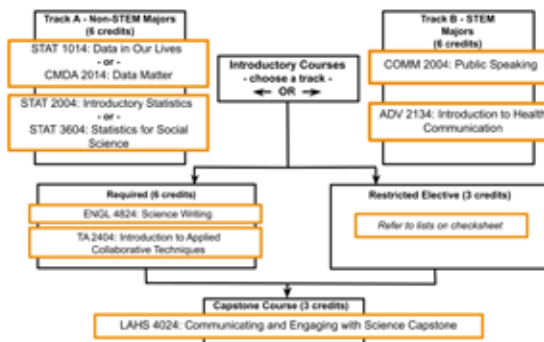 Track A - Non-STEM Majors
(6 credits)
STAT 1014: Data in Our Lives
- or -
CMDA 2014: Data Matter
STAT 2004: Introductory Statistics
- or -
STAT 3604: Statistics for Social
Science
Introductory Courses
- choose a track -
OR
Track B - STEM
Majors
(6 credits)
COMM 2004: Public Speaking
ADV 2134: Introduction to Health
Communication
Required (6 credits)
ENGL 4824: Science Writing
TA 2404: Introduction to Applied
Collaborative Techniques
Restricted Elective (3 credits)
Refer to lists on checksheet
Capstone Course (3 credits)
LAHS 4024: Communicating and Engaging with Science Capstone